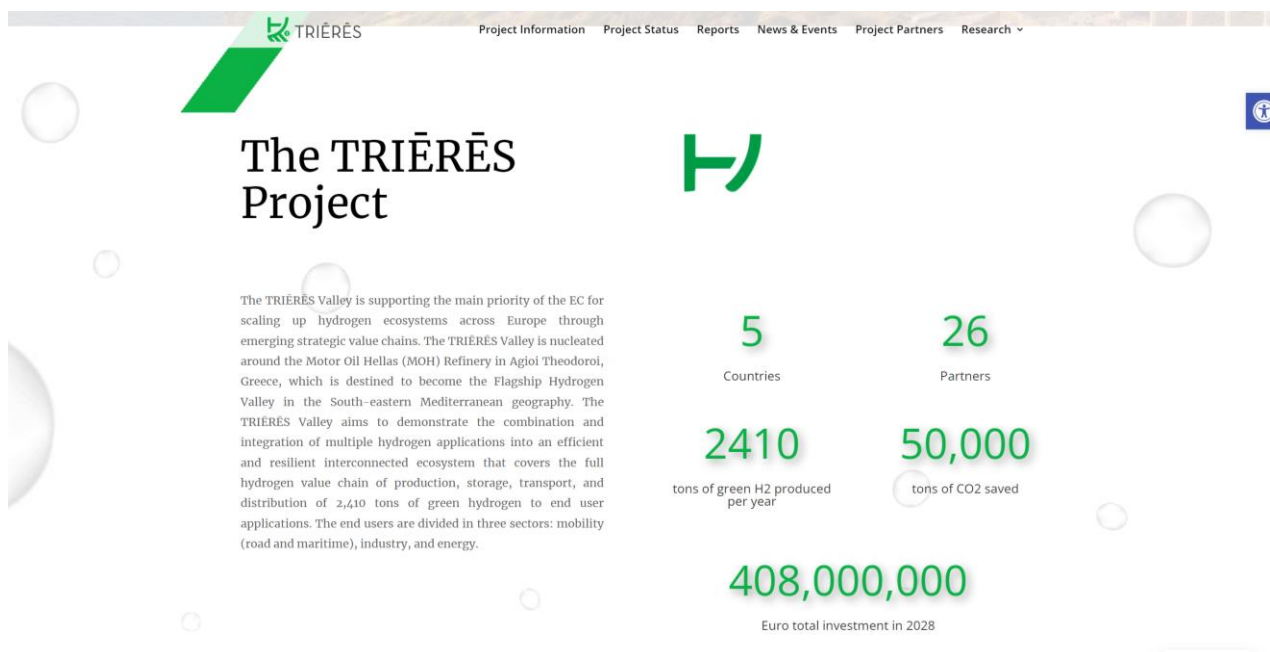 TRIÊRÊS
Project Information Project Status Reports News & Events Project Partners Research
The TRIĒRĒS
Project
The TRIĒRĒS Valley is supporting the main priority of the EC for
scaling up hydrogen ecosystems across Europe through
emerging strategic value chains. The TRIĒRĒS Valley is nucleated
around the Motor Oil Hellas (MOH) Refinery in Agioi Theodoroi,
Greece, which is destined to become the Flagship Hydrogen
Valley in the South-eastern Mediterranean geography. The
TRIĒRĒS Valley aims to demonstrate the combination and
integration of multiple hydrogen applications into an efficient
and resilient interconnected ecosystem that covers the full
hydrogen value chain of production, storage, transport, and
distribution of 2,410 tons of green hydrogen to end user
applications. The end users are divided in three sectors: mobility
(road and maritime), industry, and energy.
5
Countries
26
Partners
2410
tons of green H2 produced
per year
50,000
tons of CO2 saved
408,000,000
Euro total investment in 2028